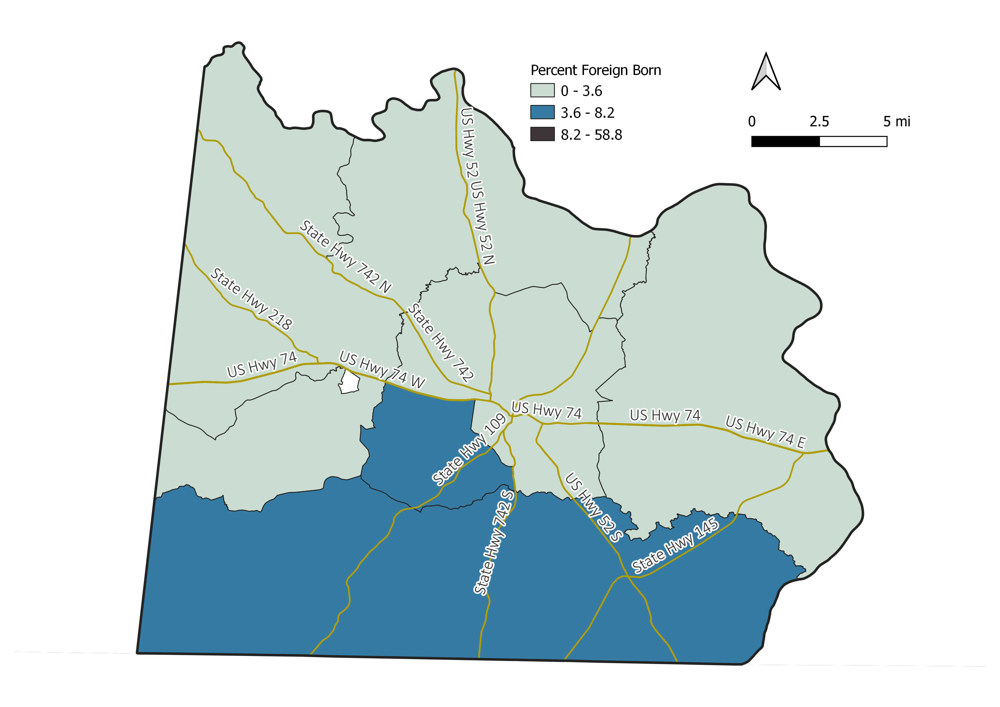 Percent Foreign Born
0 - 3.6
3.6 - 8.2
8.2 - 58.8
0 2.5 5 mi
US Hwy 52
US Hwy 52 N
State Hwy 742 N
State Hwy 218
State Hwy 742
US Hwy 74
US Hwy 74 W
US Hwy 74
US Hwy 74
US Hwy 74 E
State Hwy 109
US Hwy 52 S
State Hwy 742 S
State Hwy 145